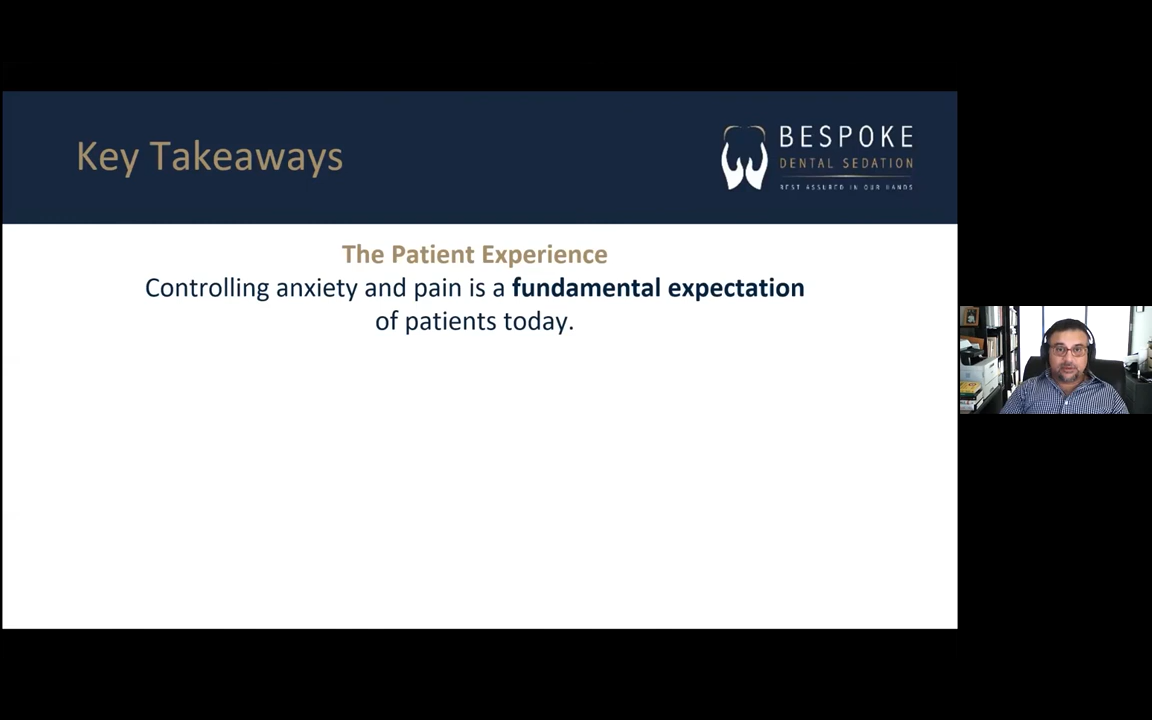 Key Takeaways
BESPOKE
DENTAL SEDATION
REST ASSURED IN OUR HANDS
The Patient Experience
Controlling anxiety and pain is a fundamental expectation
of patients today.